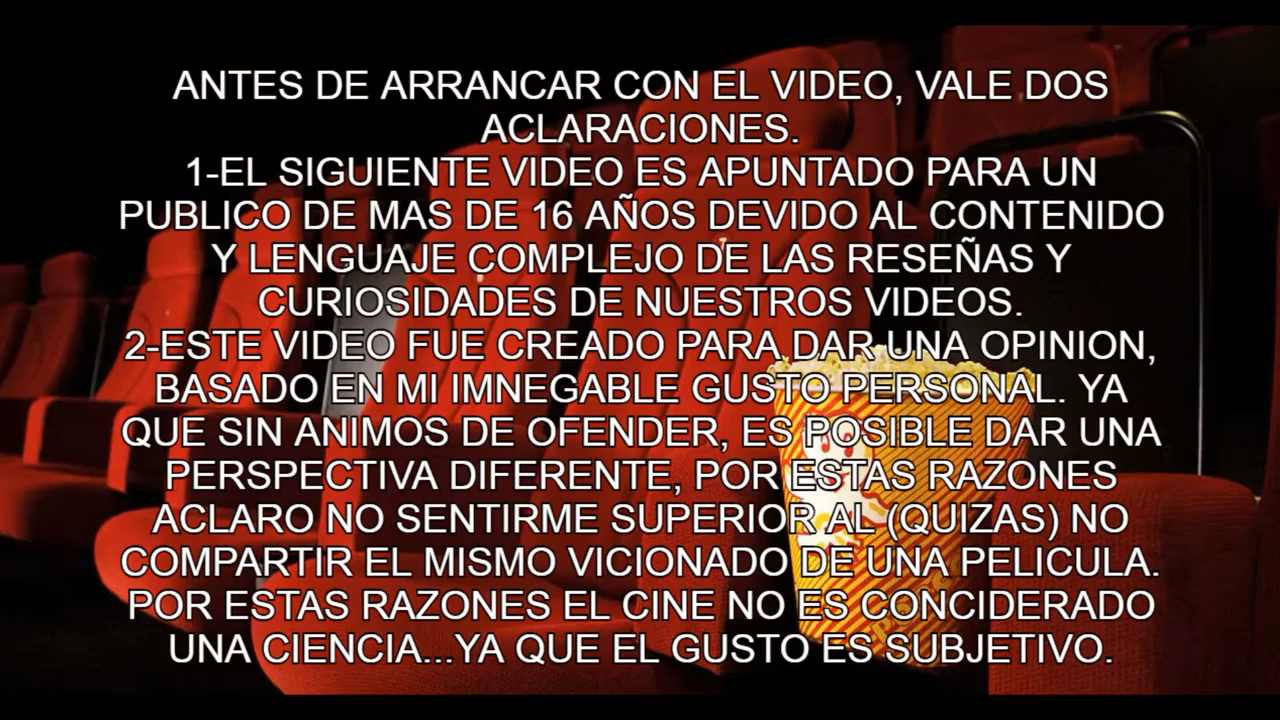 ANTES DE ARRANCAR CON EL VIDEO, VALE DOS
ACLARACIONES.
1-EL SIGUIENTE VIDEO ES APUNTADO PARA UN
PUBLICO DE MAS DE 16 AÑOS DEVIDO AL CONTENIDO
Y LENGUAJE COMPLEJO DE LAS RESEÑAS Y
CURIOSIDADES DE NUESTROS VIDEOS.
2-ESTE VIDEO FUE CREADO PARA DAR UNA OPINION,
BASADO EN MI IMNEGABLE GUSTO PERSONAL. YA
QUE SIN ANIMOS DE OFENDER, ES POSIBLE DAR UNA
PERSPECTIVA DIFERENTE, POR ESTAS RAZONES
ACLARO NO SENTIRME SUPERIOR AL (QUIZAS) NO
COMPARTIR EL MISMO VICIONADO DE UNA PELICULA.
POR ESTAS RAZONES EL CINE NO ES CONCIDERADO
UNA CIENCIA...YA QUE EL GUSTO ES SUBJETIVO.